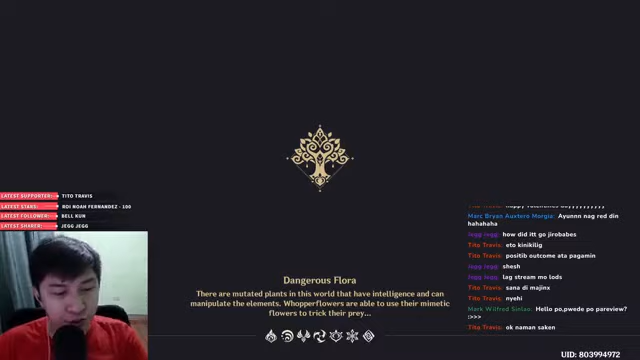 LATEST SUPPORTER: TITO TRAVIS
LATEST STARS: ROI NOAH FERNANDEZ - 100
LATEST FOLLOWER: BELL KUN
LATEST SHARER: JEGG JEGG
Dangerous Flora
There are mutated plants in this world that have intelligence and can
manipulate the elements. Whopperflowers are able to use their mimetic
flowers to trick their prey...
Marc Bryan Auxtero Morgia: Ayunnn nag red din
hahahaha
jegg jegg: how did itt go jirobabes
Tito Travis: eto kinikilig
Tito Travis: positib outcome ata pagamin
jegg jegg: shesh
jegg jegg: lag stream mo lods
Tito Travis: sana di majinx
Tito Travis: nyehi
Mark Wilfred Sinlao: Hello po,pwede po pareview?
:>>>
Tito Travis: ok naman saken
UID: 803994972